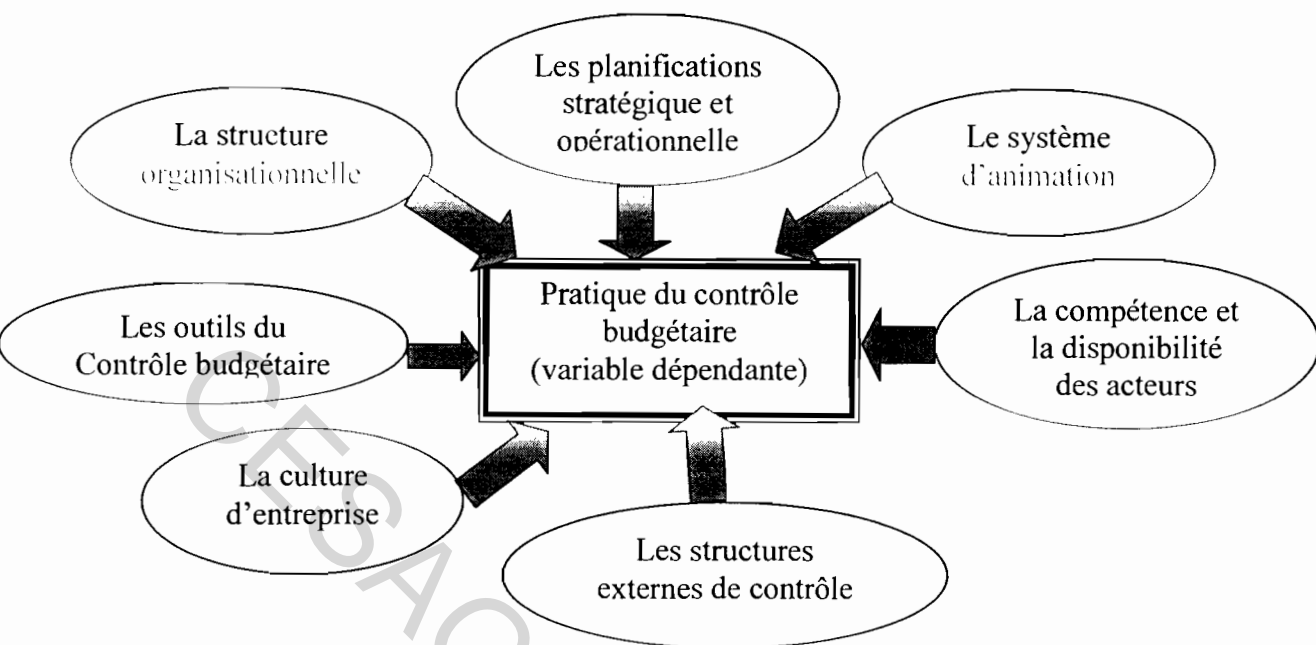 Les planifications
stratégique et
opérationnelle
La structure
organisationnelle
Le système
d'animation
Pratique du contrôle
budgétaire
(variable dépendante)
Les outils du
Contrôle budgétaire
La compétence et
la disponibilité
des acteurs
La culture
d'entreprise
Les structures
externes de contrôle
CESAG